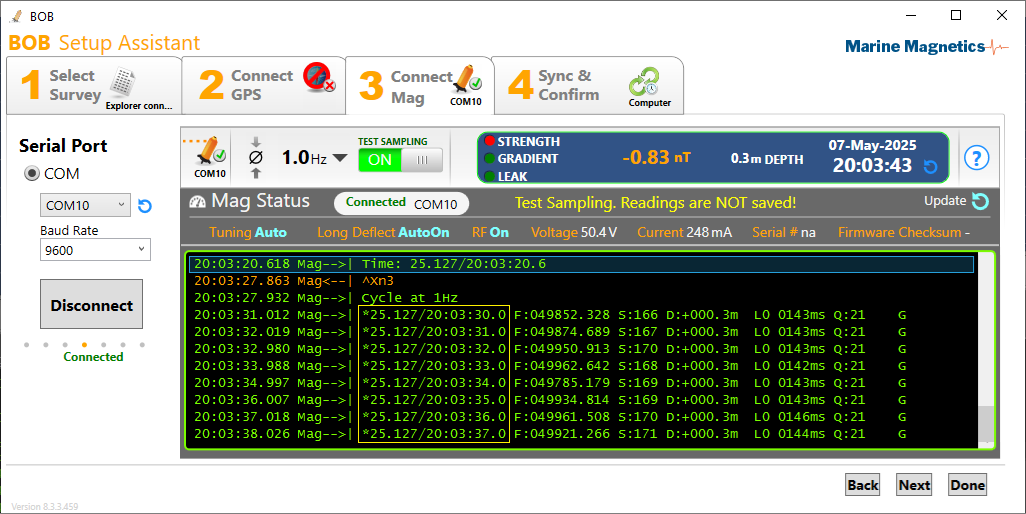 BOB
BOB Setup Assistant
Marine Magnetics
1 Select Survey
Explorer conn...
2 Connect GPS
3 Connect Mag
COM10
4 Sync & Confirm
Computer
Serial Port
COM
COM10
Baud Rate
9600
Disconnect
Connected
COM10
1.0Hz
TEST SAMPLING
ON
STRENGTH
GRADIENT
LEAK
-0.83 nT
0.3m DEPTH
07-May-2025
20:03:43
?
Mag Status
Connected COM10
Test Sampling. Readings are NOT saved!
Update
Tuning Auto Long Deflect AutoOn RF On Voltage 50.4 V Current 248 mA Serial # na Firmware Checksum -
20:03:20.618 Mag-->| Time: 25.127/20:03:20.6
20:03:27.863 Mag<--| ^Xn3
20:03:27.932 Mag-->| Cycle at 1Hz
20:03:31.012 Mag-->| *25.127/20:03:30.0 F:049852.328 S:166 D:+000.3m L0 0143ms Q:21 G
20:03:32.019 Mag-->| *25.127/20:03:31.0 F:049874.689 S:167 D:+000.3m L0 0143ms Q:21 G
20:03:32.980 Mag-->| *25.127/20:03:32.0 F:049950.913 S:170 D:+000.3m L0 0143ms Q:21 G
20:03:33.988 Mag-->| *25.127/20:03:33.0 F:049962.642 S:168 D:+000.3m L0 0142ms Q:21 G
20:03:34.997 Mag-->| *25.127/20:03:34.0 F:049785.179 S:169 D:+000.3m L0 0143ms Q:21 G
20:03:36.007 Mag-->| *25.127/20:03:35.0 F:049934.814 S:169 D:+000.3m L0 0143ms Q:21 G
20:03:37.018 Mag-->| *25.127/20:03:36.0 F:049961.508 S:170 D:+000.3m L0 0146ms Q:21 G
20:03:38.026 Mag-->| *25.127/20:03:37.0 F:049921.266 S:171 D:+000.3m L0 0144ms Q:21 G
Back Next Done
Version 8.3.3.459